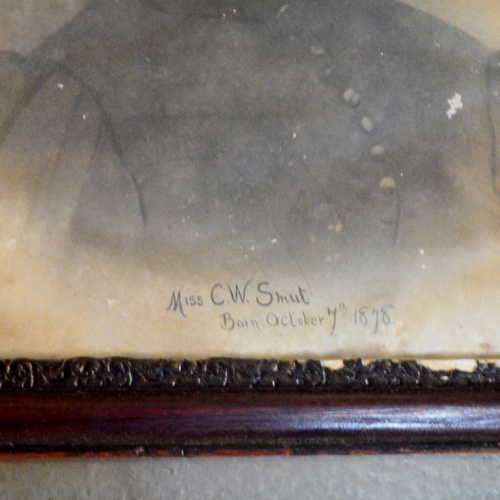 Miss C.W. Smut
Born October 7th 1878